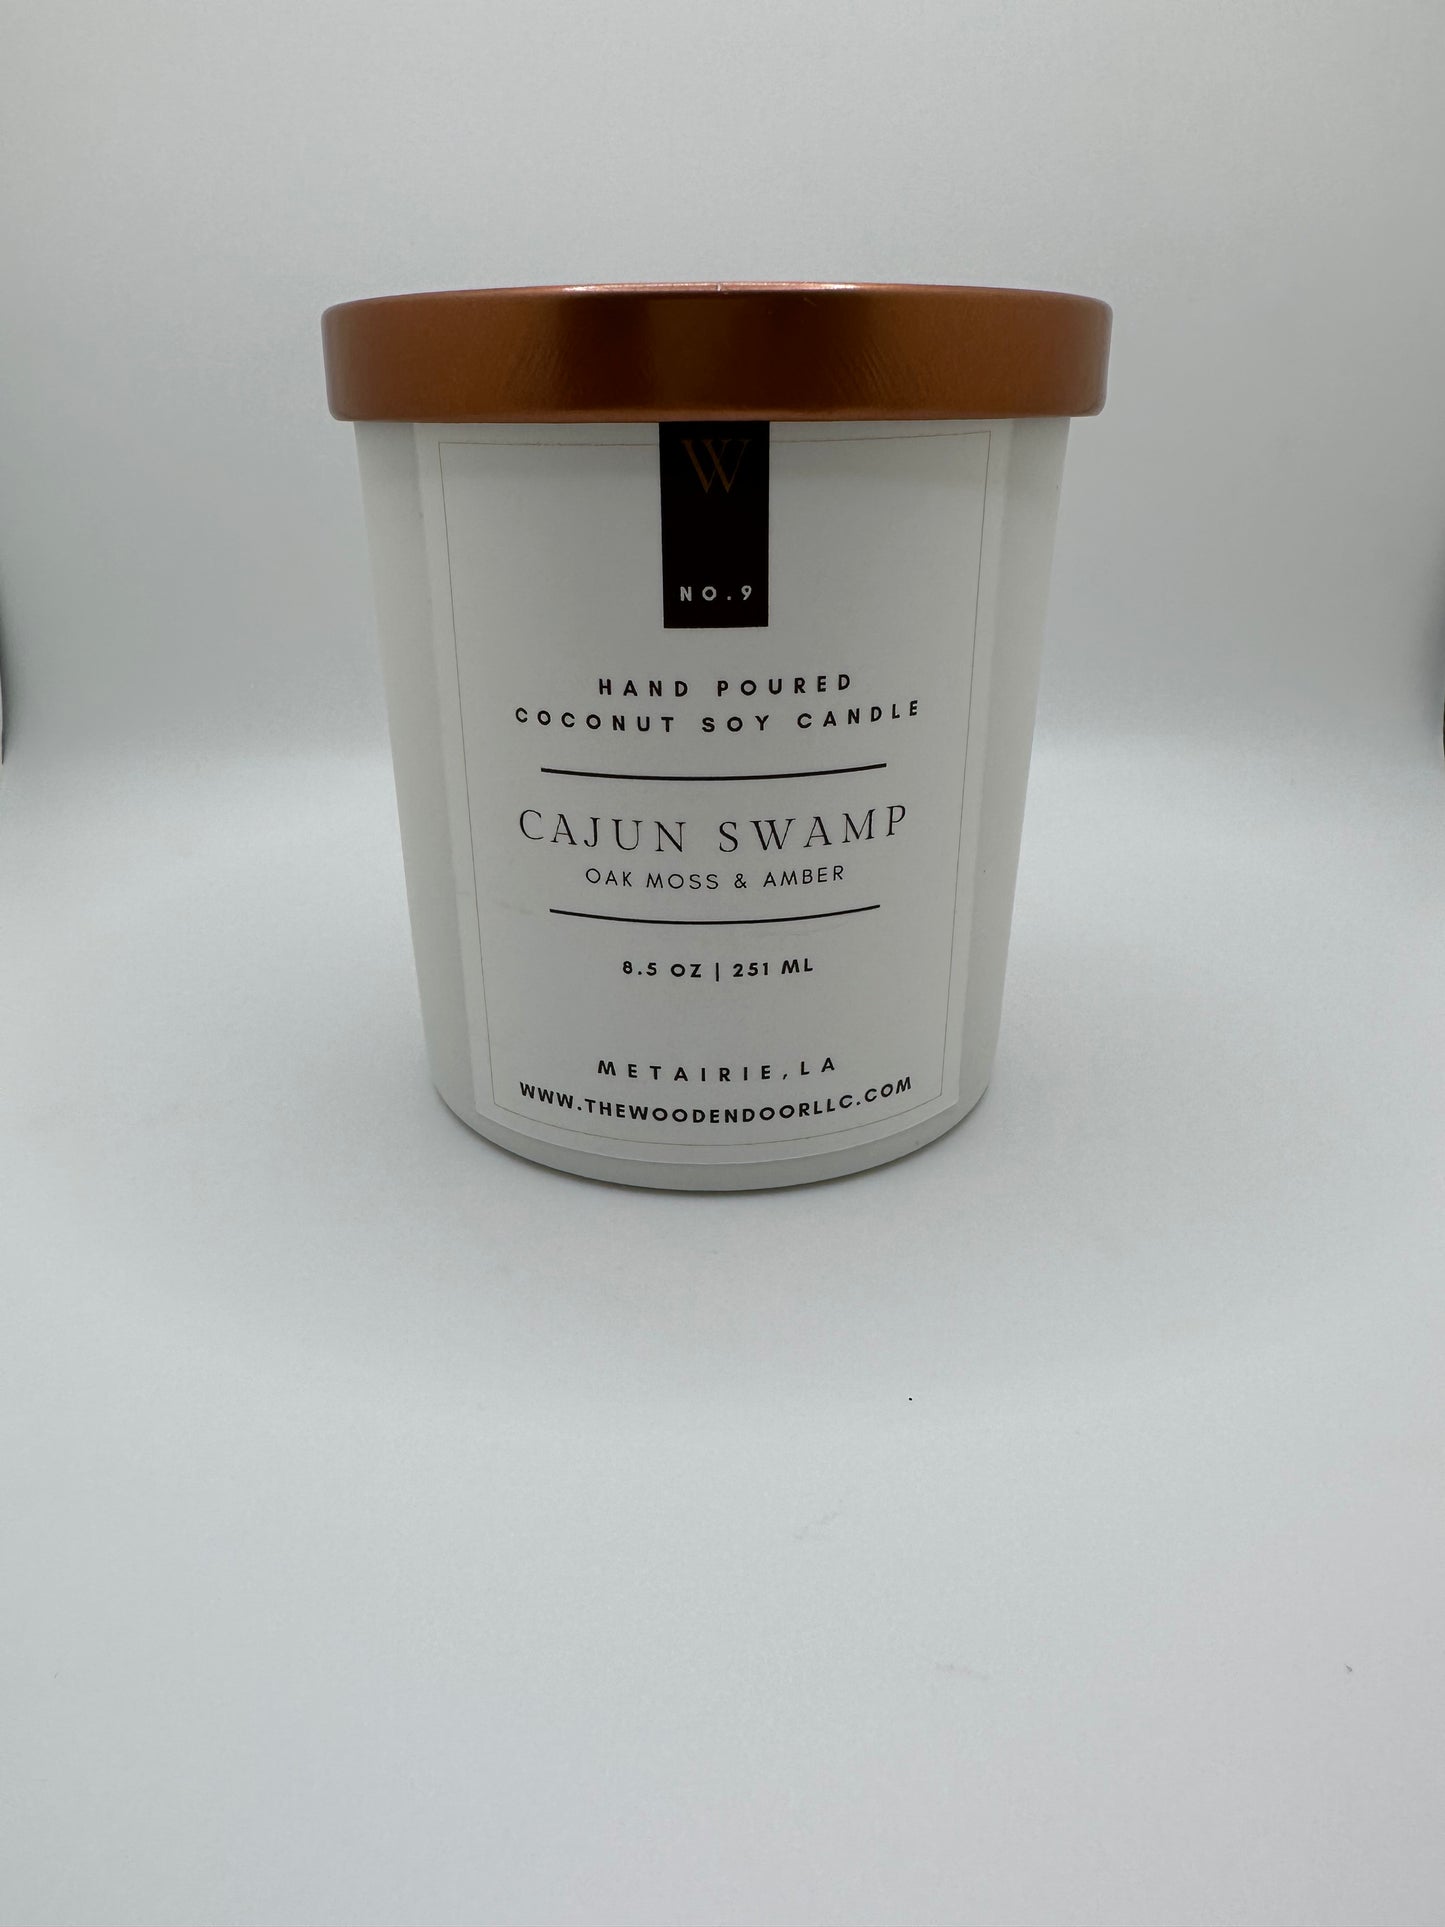 W
NO.9
HAND POURED
COCONUT SOY CANDLE
CAJUN SWAMP
OAK MOSS & AMBER
8.5 OZ | 251 ML
METAIRIE, LA
WWW.THEWOODENDOORLLC.COM